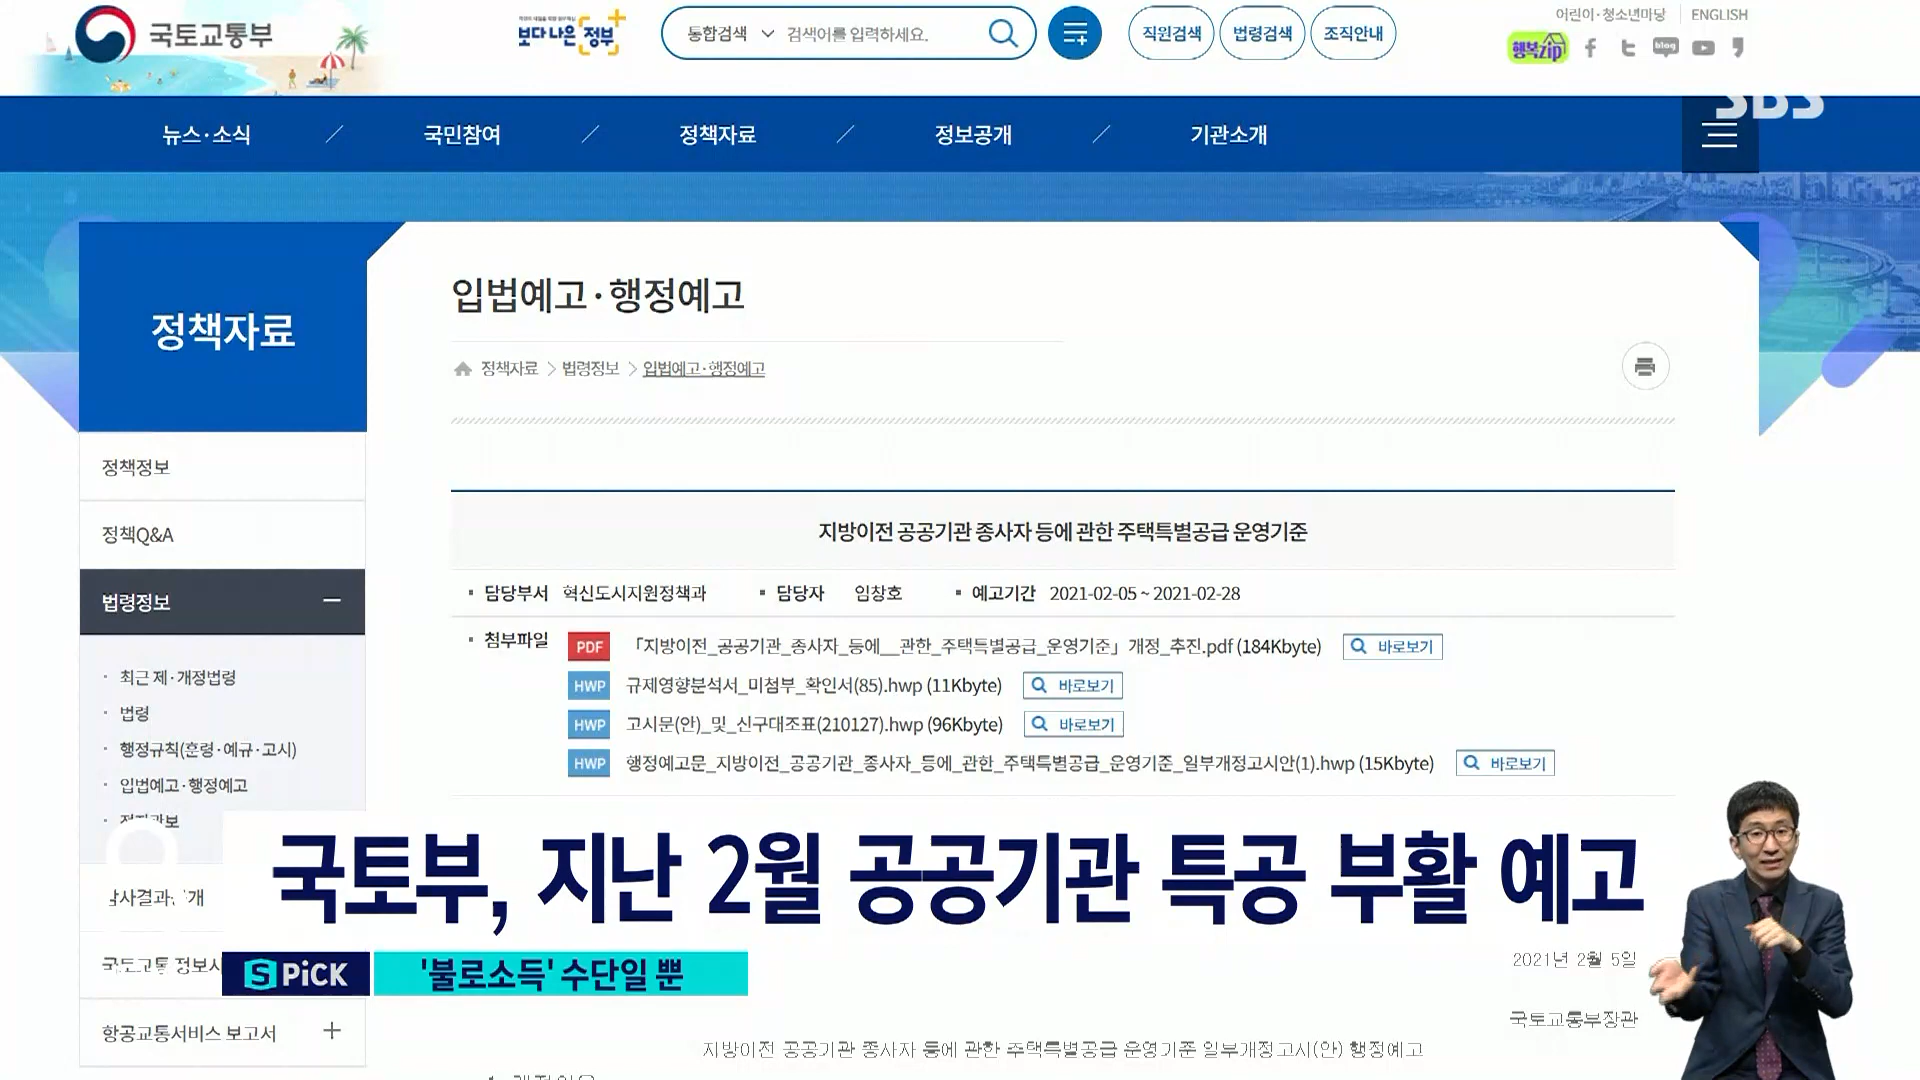 국토교통부
보다나은 정부
통합검색 검색어를 입력하세요.
직원검색 법령검색 조직안내
어린이·청소년마당 ENGLISH
행복zip
blog
SBS
뉴스·소식 국민참여 정책자료 정보공개 기관소개
정책자료
입법예고·행정예고
정책자료 법령정보 입법예고·행정예고
정책정보
정책Q&A
법령정보
최근 제·개정법령
법령
행정규칙(훈령·예규·고시)
입법예고·행정예고
항공교통서비스 보고서
지방이전 공공기관 종사자 등에 관한 주택특별공급 운영기준
담당부서 혁신도시지원정책과 담당자 임창호 예고기간 2021-02-05 ~ 2021-02-28
첨부파일
PDF 「지방이전_공공기관_종사자_등에__관한_주택특별공급_운영기준」개정_추진.pdf (184Kbyte) 바로보기
HWP 규제영향분석서_미첨부_확인서(85).hwp (11Kbyte) 바로보기
HWP 고시문(안)_및_신구대조표(210127).hwp (96Kbyte) 바로보기
HWP 행정예고문_지방이전_공공기관_종사자_등에_관한_주택특별공급_운영기준_일부개정고시안(1).hwp (15Kbyte) 바로보기
국토부, 지난 2월 공공기관 특공 부활 예고
S PiCK '불로소득' 수단일 뿐
2021년 2월 5일
국토교통부장관
지방이전 공공기관 종사자 등에 관한 주택특별공급 운영기준 일부개정고시(안) 행정예고